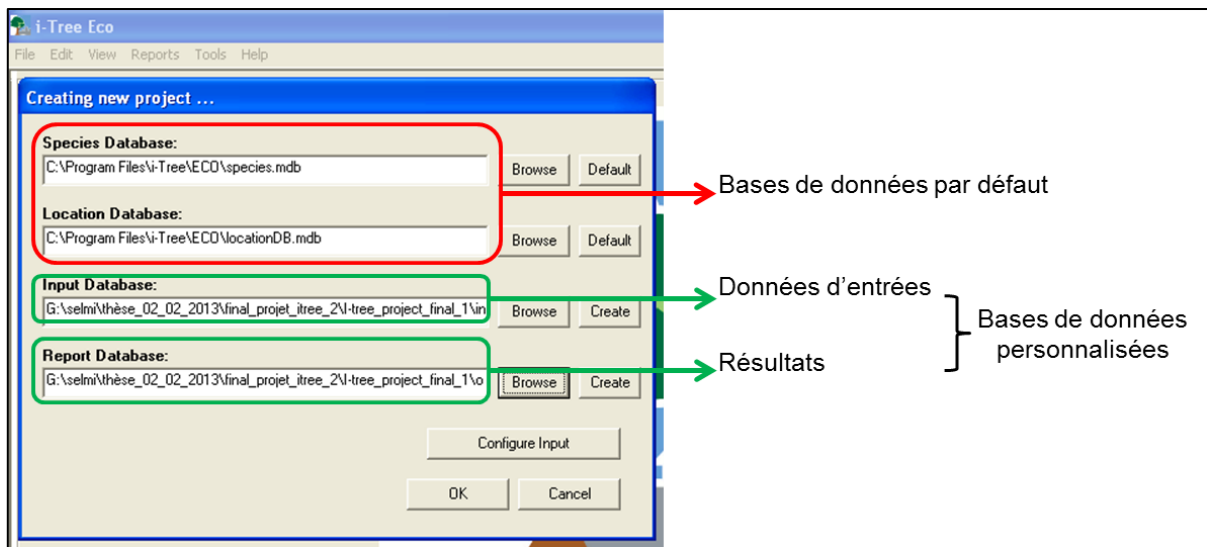 i-Tree Eco
File Edit View Reports Tools Help
Creating new project ...
Species Database:
C:\Program Files\i-Tree\ECO\species.mdb
Browse
Default
Bases de données par défaut
Location Database:
C:\Program Files\i-Tree\ECO\locationDB.mdb
Browse
Default
Input Database:
G:\selmi\thèse_02_02_2013\final_projet_itree_2\I-tree_project_final_1\in
Browse
Create
Données d’entrées
Report Database:
G:\selmi\thèse_02_02_2013\final_projet_itree_2\I-tree_project_final_1\o
Browse
Create
Résultats
Bases de données
personnalisées
Configure Input
OK
Cancel